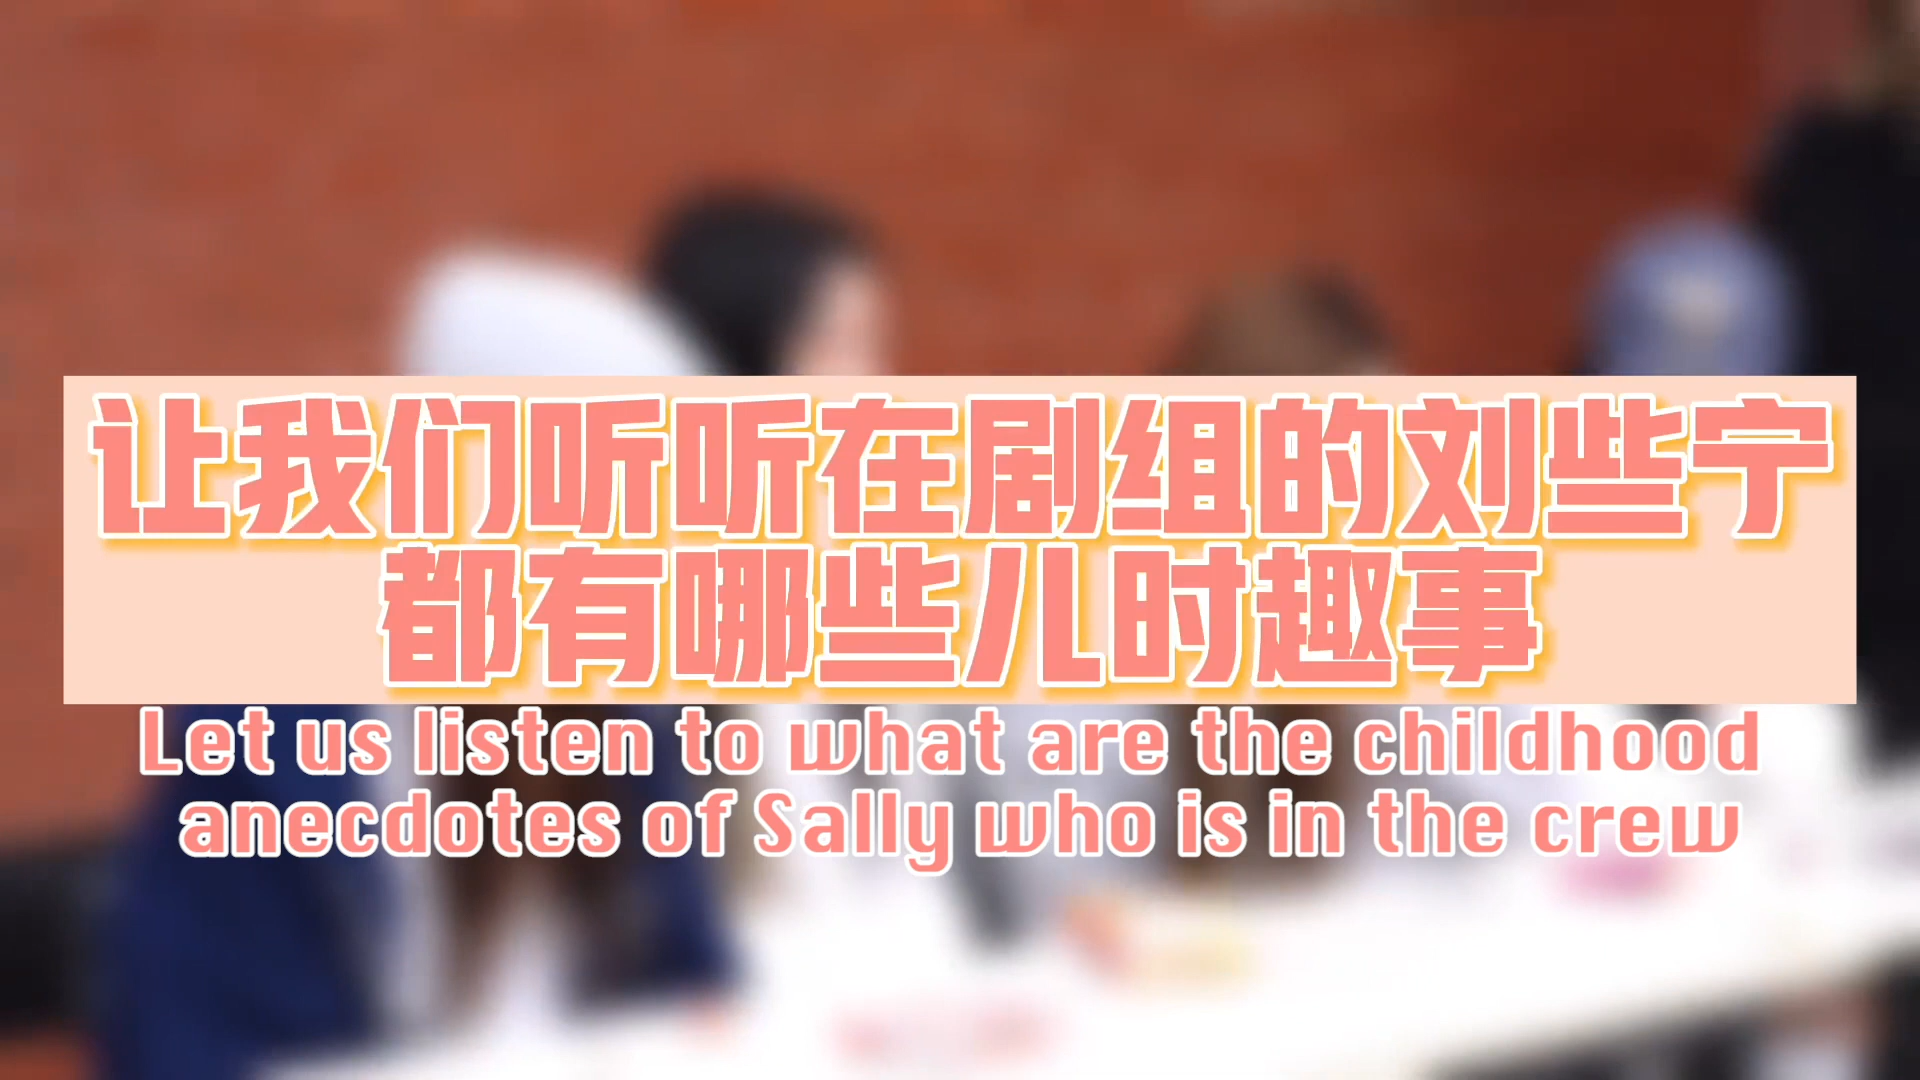 让我们听听在剧组的刘些宁
都有哪些儿时趣事
Let us listen to what are the childhood
anecdotes of Sally who is in the crew